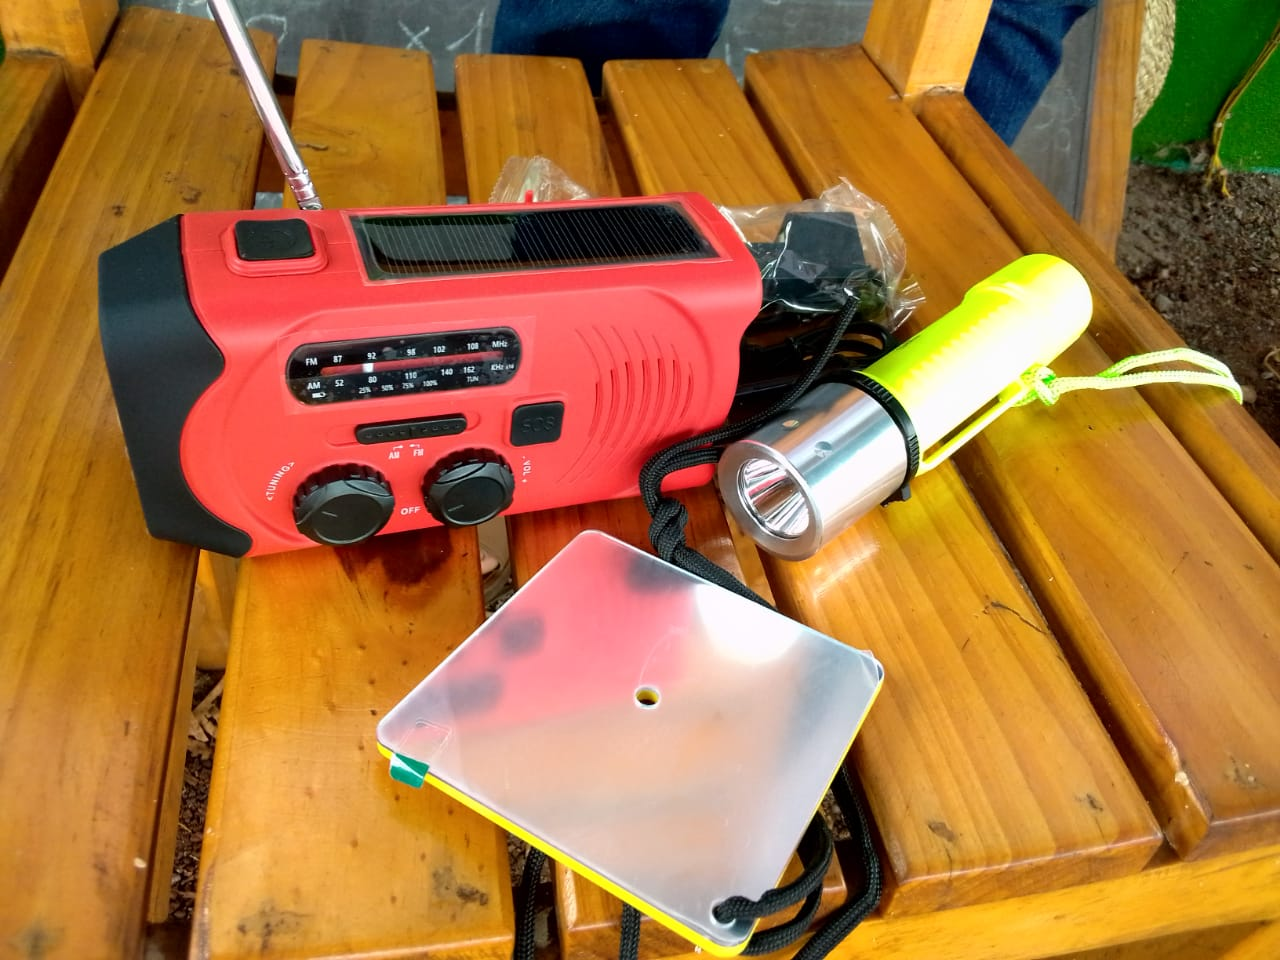 FM 87 92 98 102 108 MHz
AM 52 80 110 140 162 KHz
25% 50% 75% 100% TUN
SOS
AM FM
<TUNING>
OFF
- VOL +